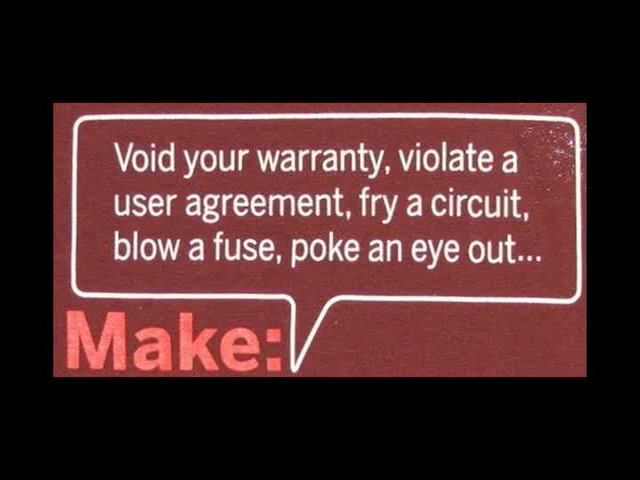 Void your warranty, violate a
user agreement, fry a circuit,
blow a fuse, poke an eye out...
Make: